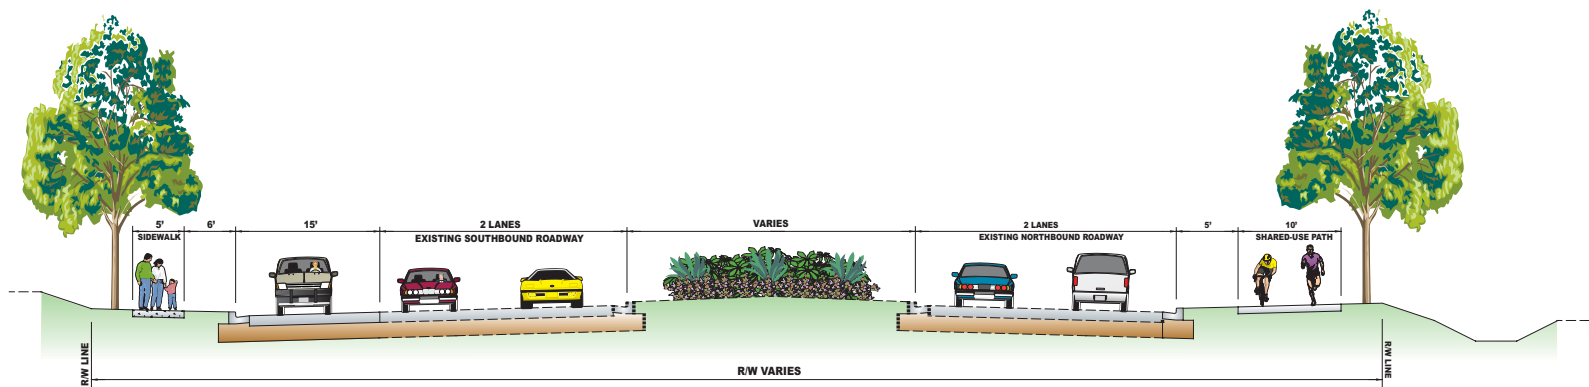 5' 6' 15' 2 LANES VARIES 2 LANES 5' 10'
SIDEWALK EXISTING SOUTHBOUND ROADWAY EXISTING NORTHBOUND ROADWAY SHARED-USE PATH
R/W LINE
R/W VARIES
R/W LINE